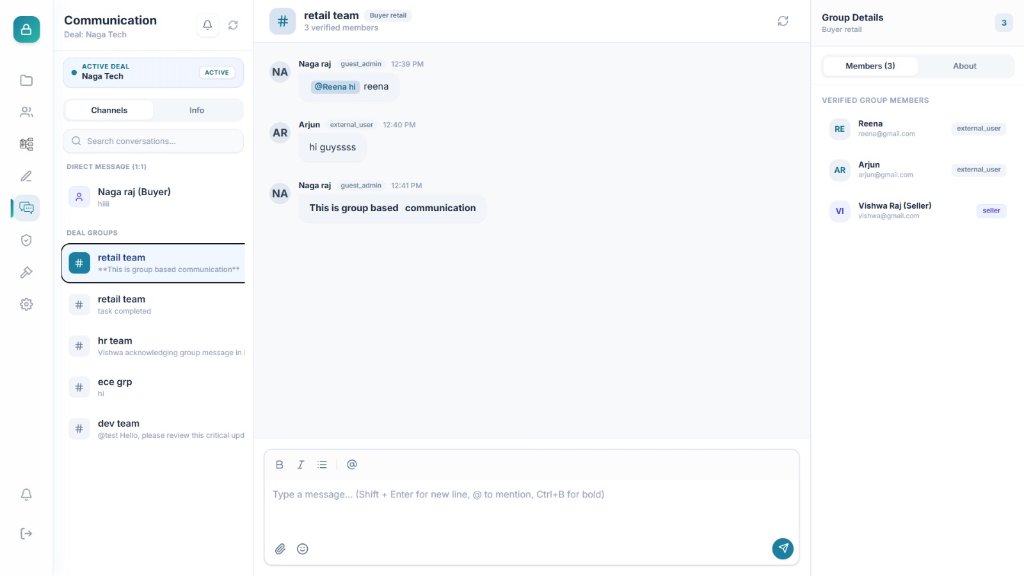 Communication
Deal: Naga Tech
ACTIVE DEAL
Naga Tech
ACTIVE
Channels
Info
Search conversations...
DIRECT MESSAGE (1:1)
Naga raj (Buyer)
hiiii
DEAL GROUPS
# retail team
**This is group based communication**
# retail team
task completed
# hr team
Vishwa acknowledging group message in
# ece grp
hi
# dev team
@test Hello, please review this critical upd
# retail team Buyer retail
3 verified members
NA Naga raj guest_admin 12:39 PM
@Reena hi reena
AR Arjun external_user 12:40 PM
hi guyssss
NA Naga raj guest_admin 12:41 PM
This is group based communication
B I @
Type a message... (Shift + Enter for new line, @ to mention, Ctrl+B for bold)
Group Details
Buyer retail
3
Members (3)
About
VERIFIED GROUP MEMBERS
RE Reena external_user
reena@gmail.com
AR Arjun external_user
arjun@gmail.com
VI Vishwa Raj (Seller) seller
vishwa@gmail.com